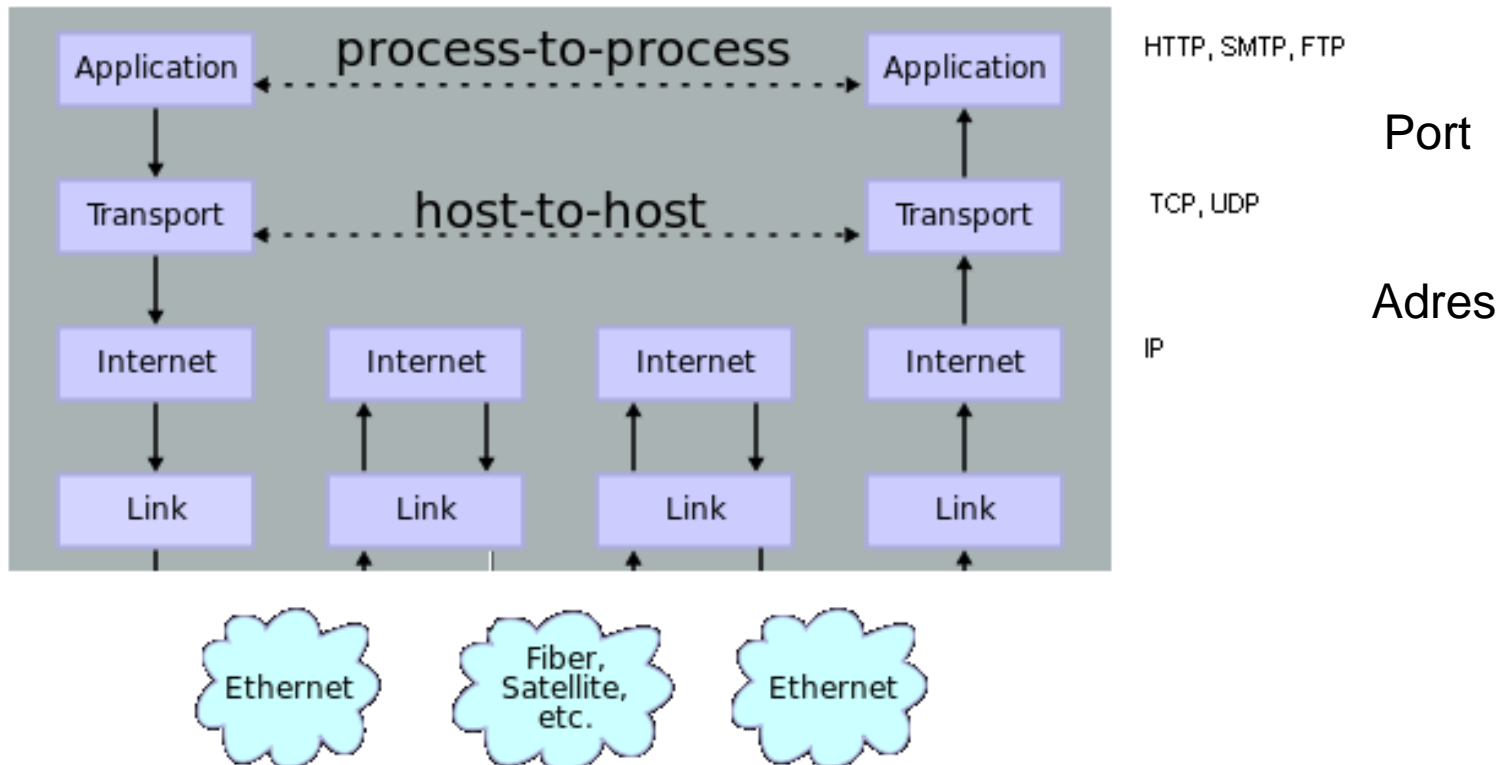 process-to-process
Application
Application
HTTP, SMTP, FTP
Port
host-to-host
Transport
Transport
TCP, UDP
Adres
Internet
Internet
Internet
Internet
IP
Link
Link
Link
Link
Ethernet
Fiber,
Satellite,
etc.
Ethernet